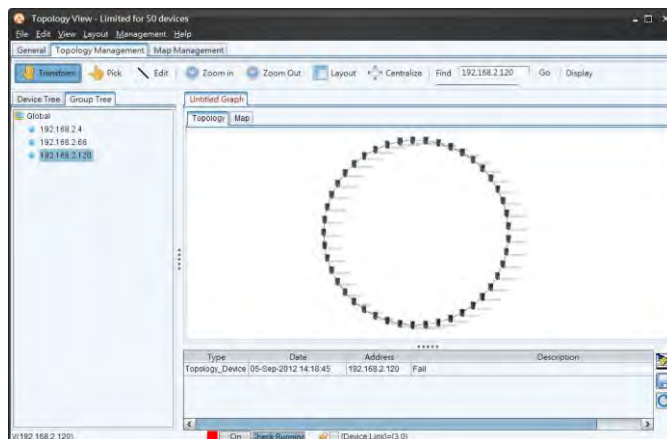 Topology View - Limited for 50 devices
File Edit View Layout Management Help
General Topology Management Map Management
Transform Pick Edit Zoom in Zoom Out Layout Centralize Find 192.168.2.120 Go Display
Device Tree Group Tree
Untitled Graph
Global
192.168.2.4
192.168.2.66
192.168.2.120
Topology Map
Type Date Address Description
Topology_Device 05-Sep-2012 14:18:45 192.168.2.120 Fail
V(192.168.2.120) On Check Running (Device,Link)=(3,0)